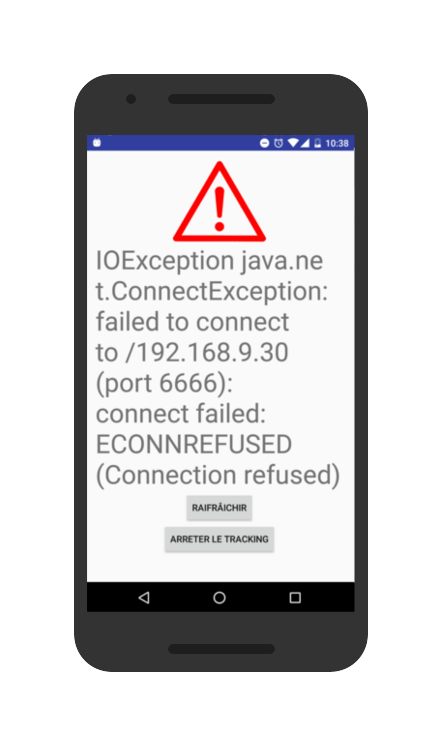 10:38
IOException java.ne
t.ConnectException:
failed to connect
to /192.168.9.30
(port 6666):
connect failed:
ECONNREFUSED
(Connection refused)
RAIFRÂICHIR
ARRETER LE TRACKING